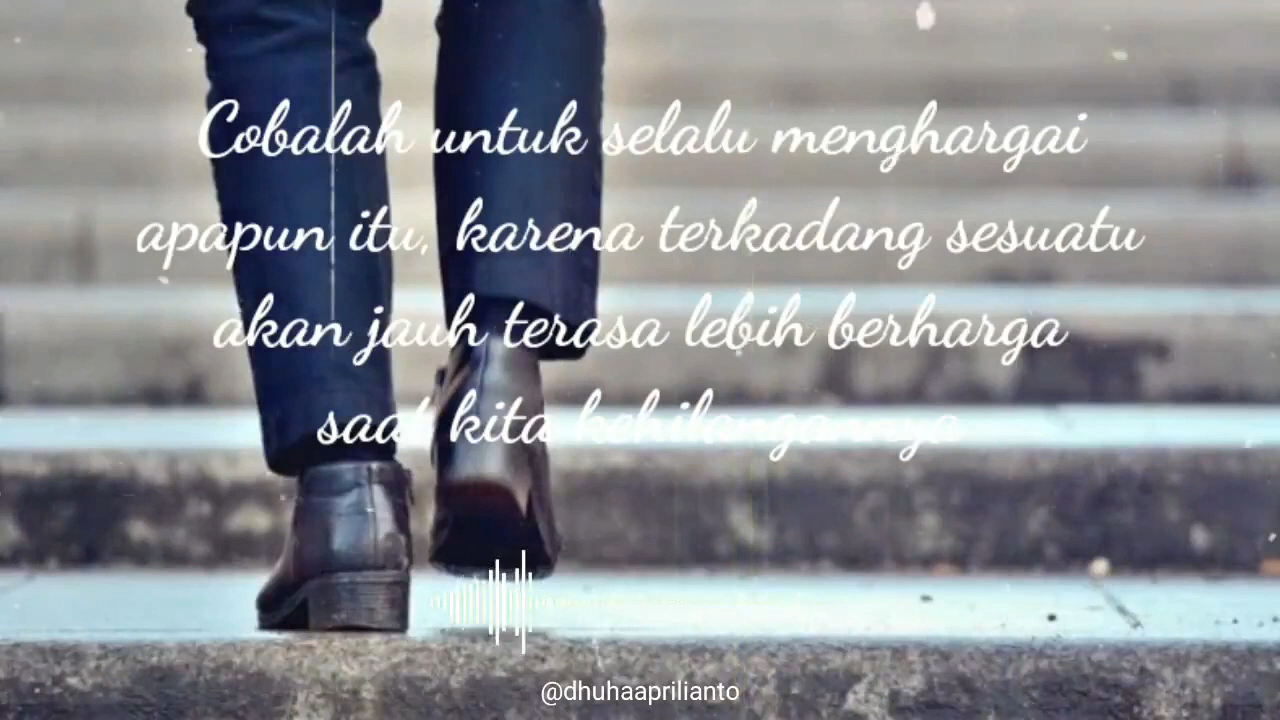 Cobalah untuk selalu menghargai
apapun itu, karena terkadang sesuatu
akan jauh terasa lebih berharga
saat kita kehilangannya
@dhuhaaprilianto